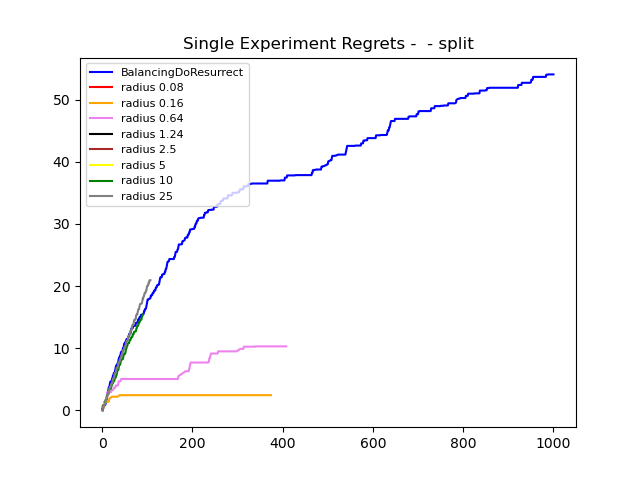 Single Experiment Regrets -  - split
BalancingDoResurrect
radius 0.08
radius 0.16
radius 0.64
radius 1.24
radius 2.5
radius 5
radius 10
radius 25
50
40
30
20
10
0
0 200 400 600 800 1000